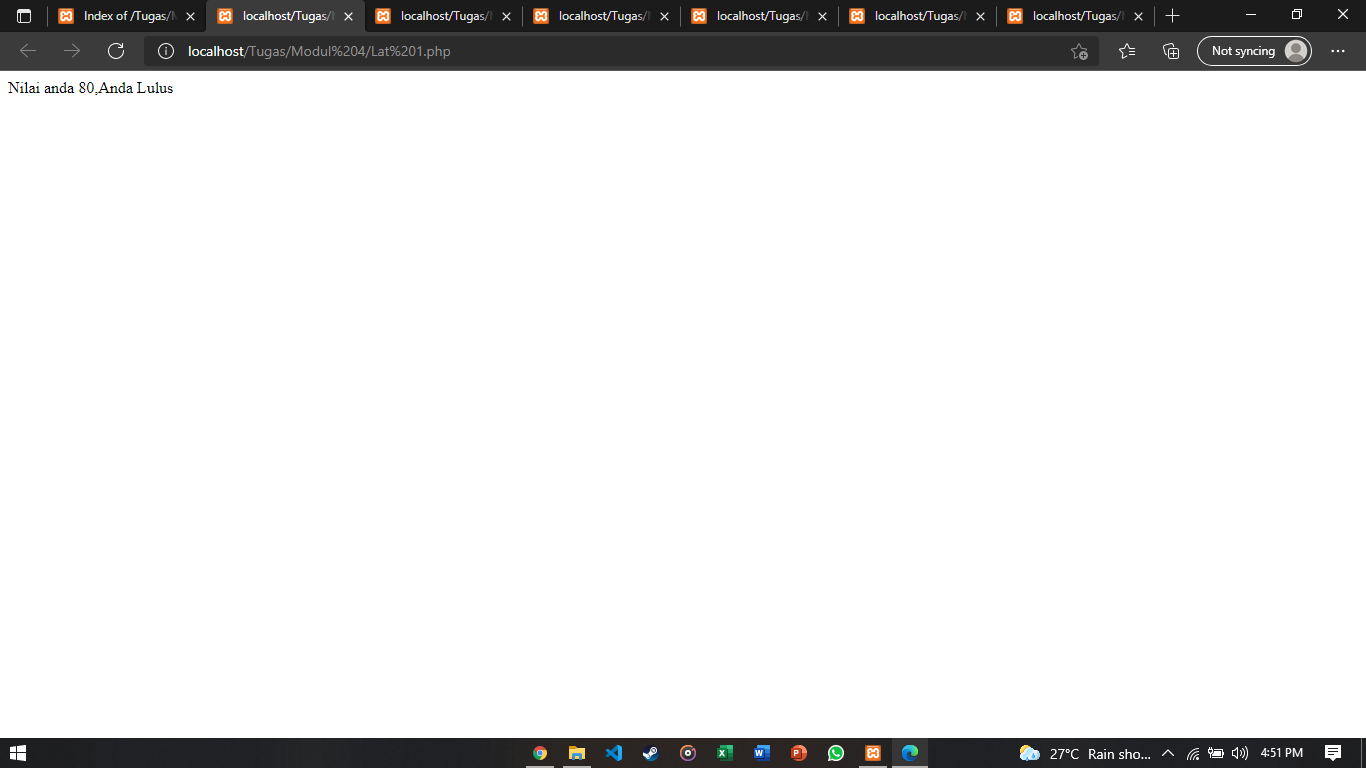 Index of /Tugas/M
localhost/Tugas/
localhost/Tugas/
localhost/Tugas/
localhost/Tugas/
localhost/Tugas/
localhost/Tugas/
localhost/Tugas/Modul%204/Lat%201.php
Not syncing
Nilai anda 80,Anda Lulus
27°C Rain sho...
4:51 PM